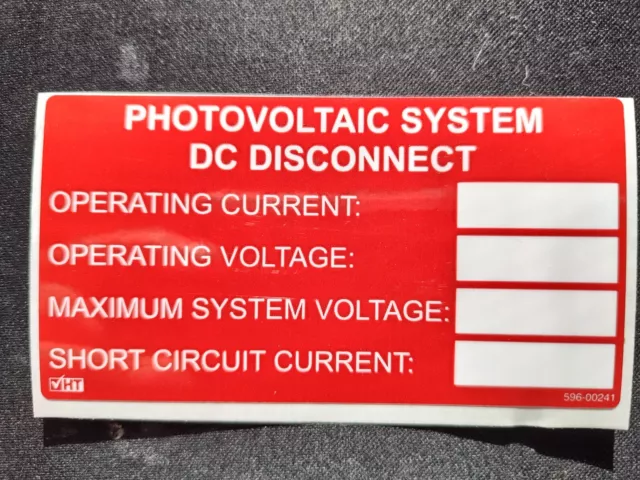 PHOTOVOLTAIC SYSTEM
DC DISCONNECT
OPERATING CURRENT:
OPERATING VOLTAGE:
MAXIMUM SYSTEM VOLTAGE:
SHORT CIRCUIT CURRENT:
HT
596-00241